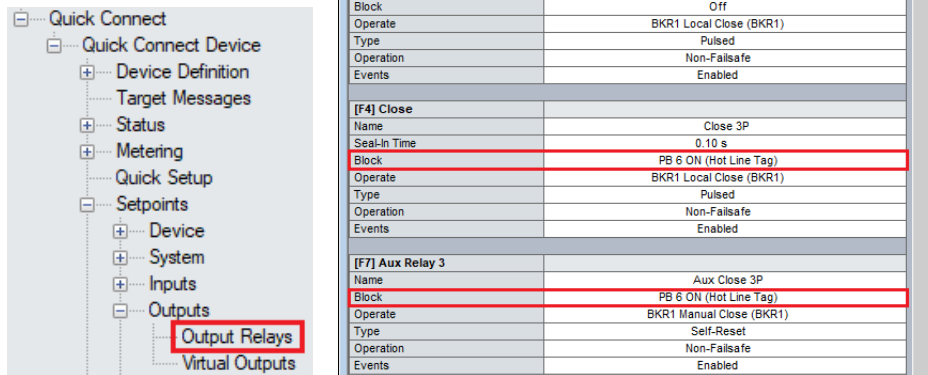 Quick Connect
Quick Connect Device
Device Definition
Target Messages
Status
Metering
Quick Setup
Setpoints
Device
System
Inputs
Outputs
Output Relays
Virtual Outputs
Block Off
Operate BKR1 Local Close (BKR1)
Type Pulsed
Operation Non-Failsafe
Events Enabled
[F4] Close
Name Close 3P
Seal-In Time 0.10 s
Block PB 6 ON (Hot Line Tag)
Operate BKR1 Local Close (BKR1)
Type Pulsed
Operation Non-Failsafe
Events Enabled
[F7] Aux Relay 3
Name Aux Close 3P
Block PB 6 ON (Hot Line Tag)
Operate BKR1 Manual Close (BKR1)
Type Self-Reset
Operation Non-Failsafe
Events Enabled